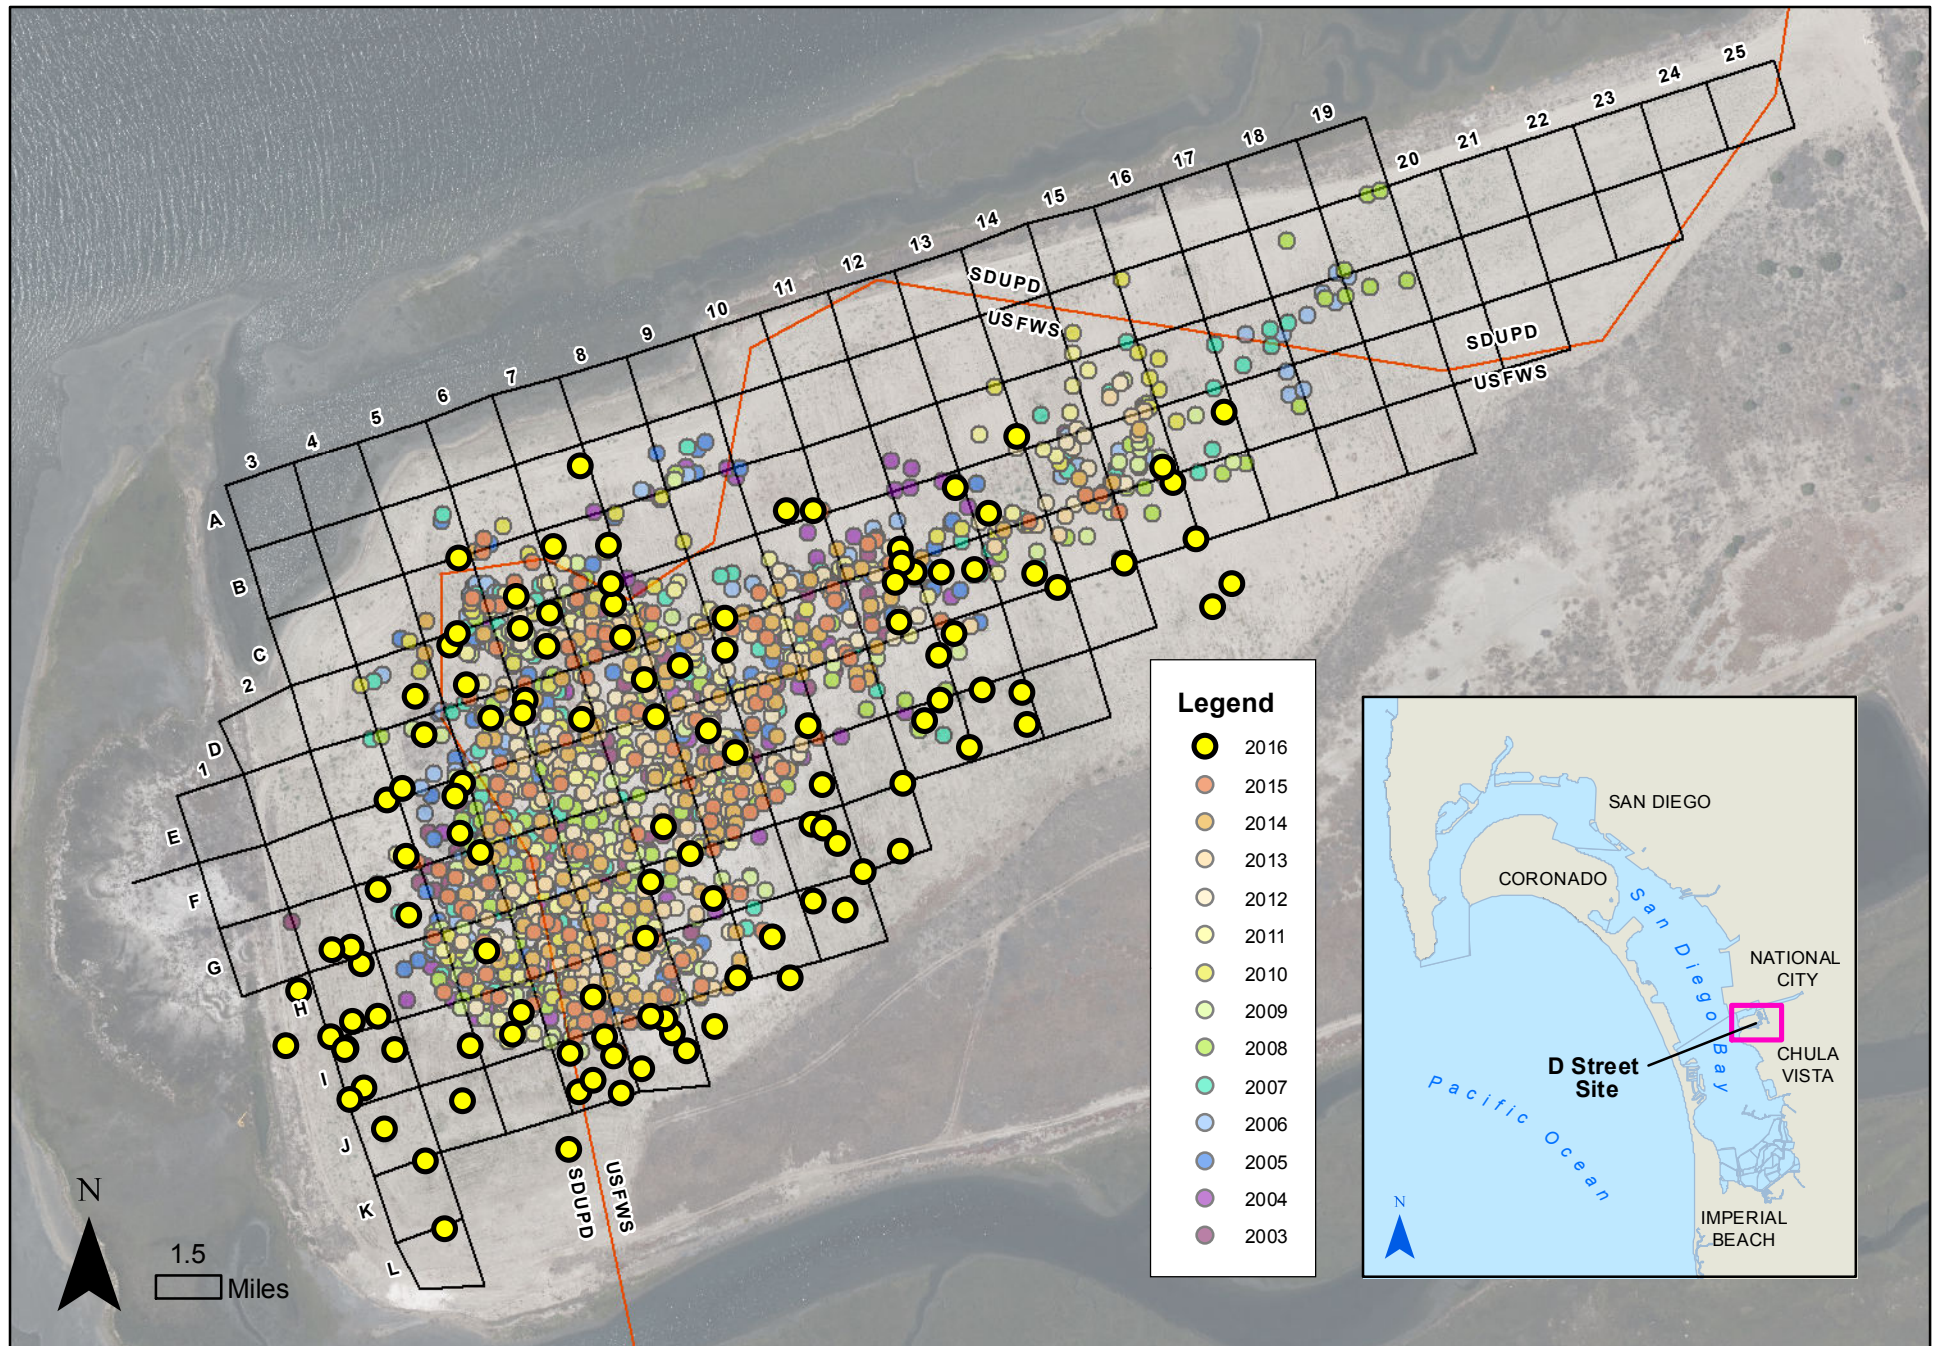 25
24
23
22
21
20
19
18
17
16
15
14
13
12
11
10
9
8
7
6
5
4
3
2
1
A
B
C
D
E
F
G
H
I
J
K
L
SDUPD
USFWS
SDUPD
USFWS
SDUPD
USFWS
N
1.5
Miles
Legend
2016
2015
2014
2013
2012
2011
2010
2009
2008
2007
2006
2005
2004
2003
SAN DIEGO
CORONADO
San Diego Bay
NATIONAL
CITY
CHULA
VISTA
D Street
Site
Pacific Ocean
IMPERIAL
BEACH
N